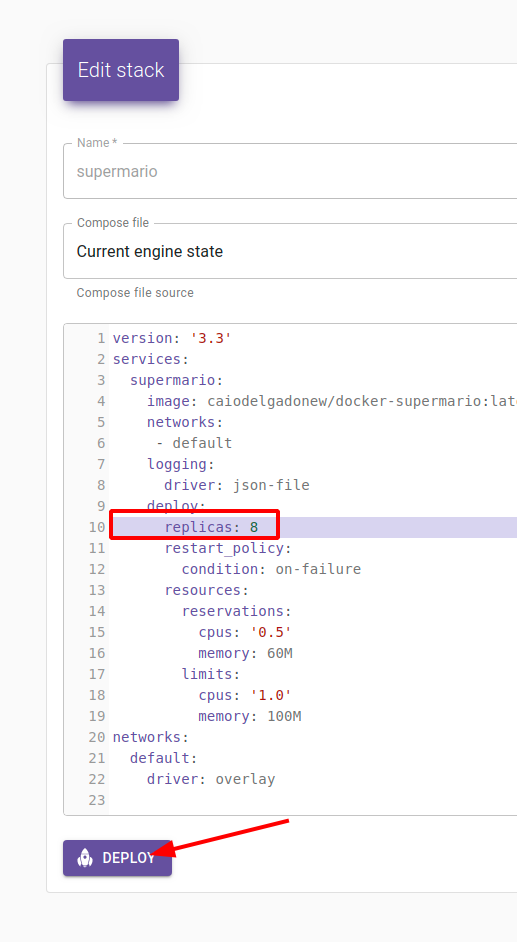 Edit stack
Name *
supermario
Compose file
Current engine state
Compose file source
1 version: '3.3'
2 services:
3   supermario:
4     image: caiodelgadonew/docker-supermario:lat
5     networks:
6      - default
7     logging:
8       driver: json-file
9     deploy:
10       replicas: 8
11       restart_policy:
12         condition: on-failure
13       resources:
14         reservations:
15           cpus: '0.5'
16           memory: 60M
17         limits:
18           cpus: '1.0'
19           memory: 100M
20 networks:
21   default:
22     driver: overlay
23
DEPLOY